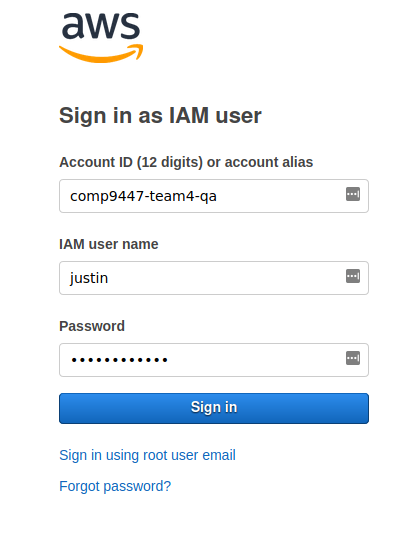 aws
Sign in as IAM user
Account ID (12 digits) or account alias
comp9447-team4-qa
IAM user name
justin
Password
••••••••••••
Sign in
Sign in using root user email
Forgot password?